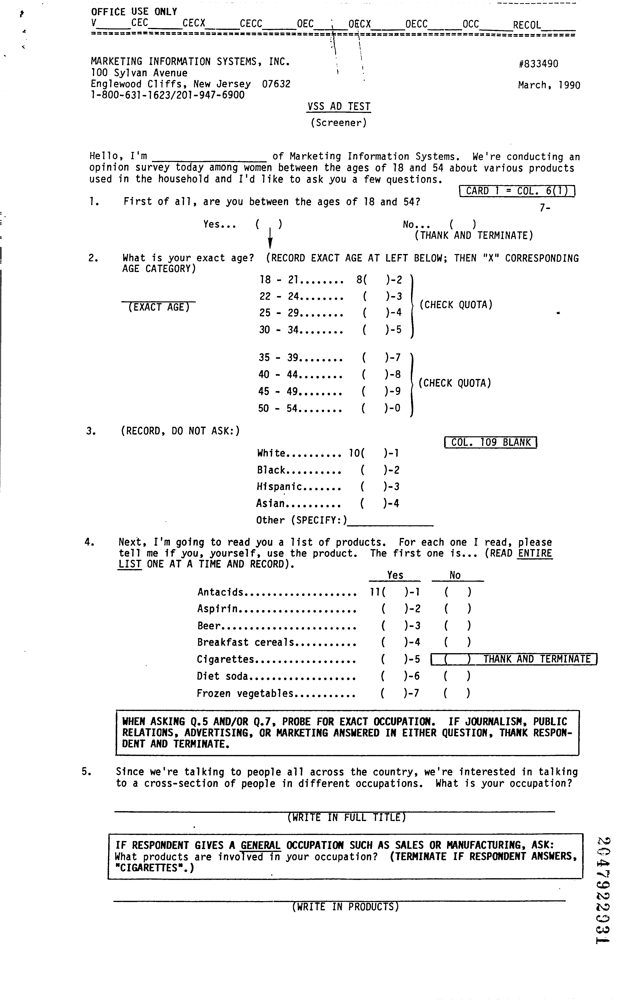 OFFICE USE ONLY
V_____CEC_____CECX_____CECC_____OEC_____OECX_____OECC_____OCC_____RECOL_____
MARKETING INFORMATION SYSTEMS, INC. #833490
100 Sylvan Avenue
Englewood Cliffs, New Jersey 07632 March, 1990
1-800-631-1623/201-947-6900
VSS AD TEST
(Screener)
Hello, I'm _______________ of Marketing Information Systems. We're conducting an
opinion survey today among women between the ages of 18 and 54 about various products
used in the household and I'd like to ask you a few questions.
CARD 1 = COL. 6(1)
1. First of all, are you between the ages of 18 and 54?
7-
Yes... ( ) No... ( )
(THANK AND TERMINATE)
2. What is your exact age? (RECORD EXACT AGE AT LEFT BELOW; THEN "X" CORRESPONDING
AGE CATEGORY)
18 - 21........ 8( )-2
22 - 24........ ( )-3
(EXACT AGE) (CHECK QUOTA)
25 - 29........ ( )-4
30 - 34........ ( )-5
35 - 39........ ( )-7
40 - 44........ ( )-8
(CHECK QUOTA)
45 - 49........ ( )-9
50 - 54........ ( )-0
3. (RECORD, DO NOT ASK:)
COL. 109 BLANK
White.......... 10( )-1
Black.......... ( )-2
Hispanic....... ( )-3
Asian.......... ( )-4
Other (SPECIFY:)____________
4. Next, I'm going to read you a list of products. For each one I read, please
tell me if you, yourself, use the product. The first one is... (READ ENTIRE
LIST ONE AT A TIME AND RECORD).
Yes No
Antacids.................... 11( )-1 ( )
Aspirin..................... ( )-2 ( )
Beer........................ ( )-3 ( )
Breakfast cereals........... ( )-4 ( )
Cigarettes.................. ( )-5 ( ) THANK AND TERMINATE
Diet soda................... ( )-6 ( )
Frozen vegetables........... ( )-7 ( )
WHEN ASKING Q.5 AND/OR Q.7, PROBE FOR EXACT OCCUPATION. IF JOURNALISM, PUBLIC
RELATIONS, ADVERTISING, OR MARKETING ANSWERED IN EITHER QUESTION, THANK RESPON-
DENT AND TERMINATE.
5. Since we're talking to people all across the country, we're interested in talking
to a cross-section of people in different occupations. What is your occupation?
(WRITE IN FULL TITLE)
IF RESPONDENT GIVES A GENERAL OCCUPATION SUCH AS SALES OR MANUFACTURING, ASK:
What products are involved in your occupation? (TERMINATE IF RESPONDENT ANSWERS,
"CIGARETTES".)
(WRITE IN PRODUCTS)
2047922031